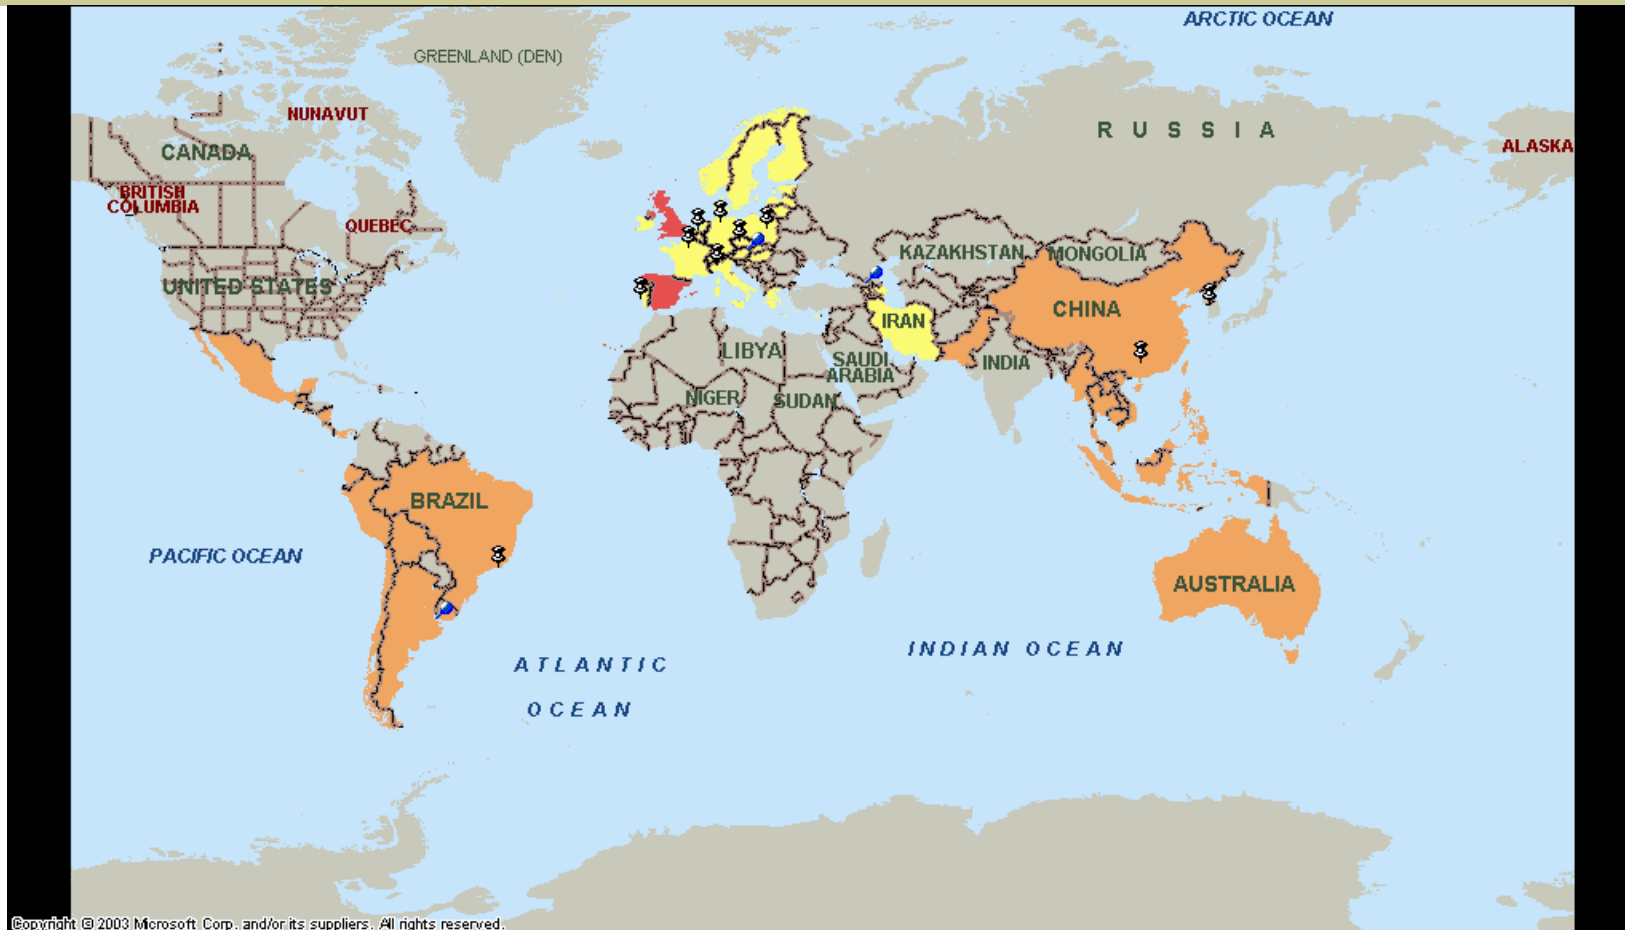 ARCTIC OCEAN
GREENLAND (DEN)
NUNAVUT
R U S S I A
CANADA
ALASKA
BRITISH
COLUMBIA
QUEBEC
KAZAKHSTAN
MONGOLIA
UNITED STATES
CHINA
IRAN
LIBYA
SAUDI
ARABIA
INDIA
NIGER
SUDAN
BRAZIL
PACIFIC OCEAN
AUSTRALIA
INDIAN OCEAN
ATLANTIC
OCEAN
Copyright © 2003 Microsoft Corp. and/or its suppliers. All rights reserved.